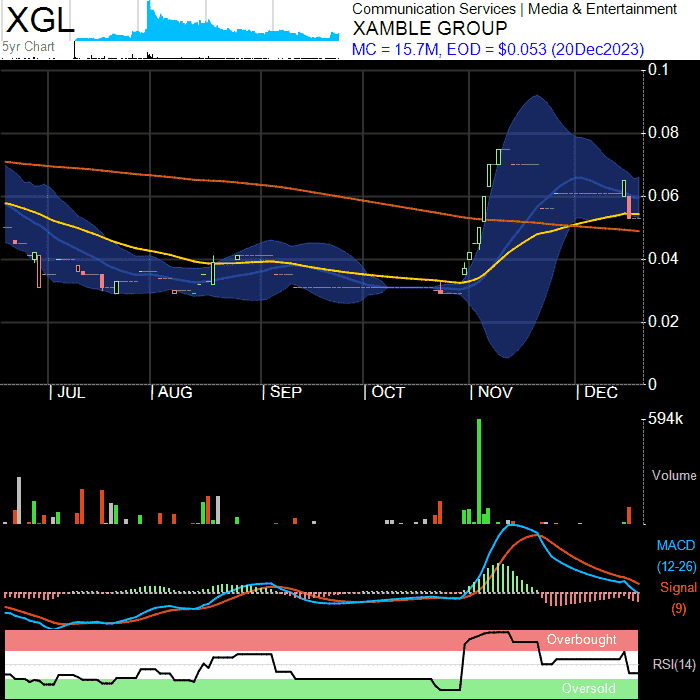 XGL
5yr Chart
Communication Services | Media & Entertainment
XAMBLE GROUP
MC = 15.7M, EOD = $0.053 (20Dec2023)
0.1
0.08
0.06
0.04
0.02
0
| JUL | AUG | SEP | OCT | NOV | DEC
594k
Volume
MACD
(12-26)
Signal
(9)
Overbought
RSI(14)
Oversold